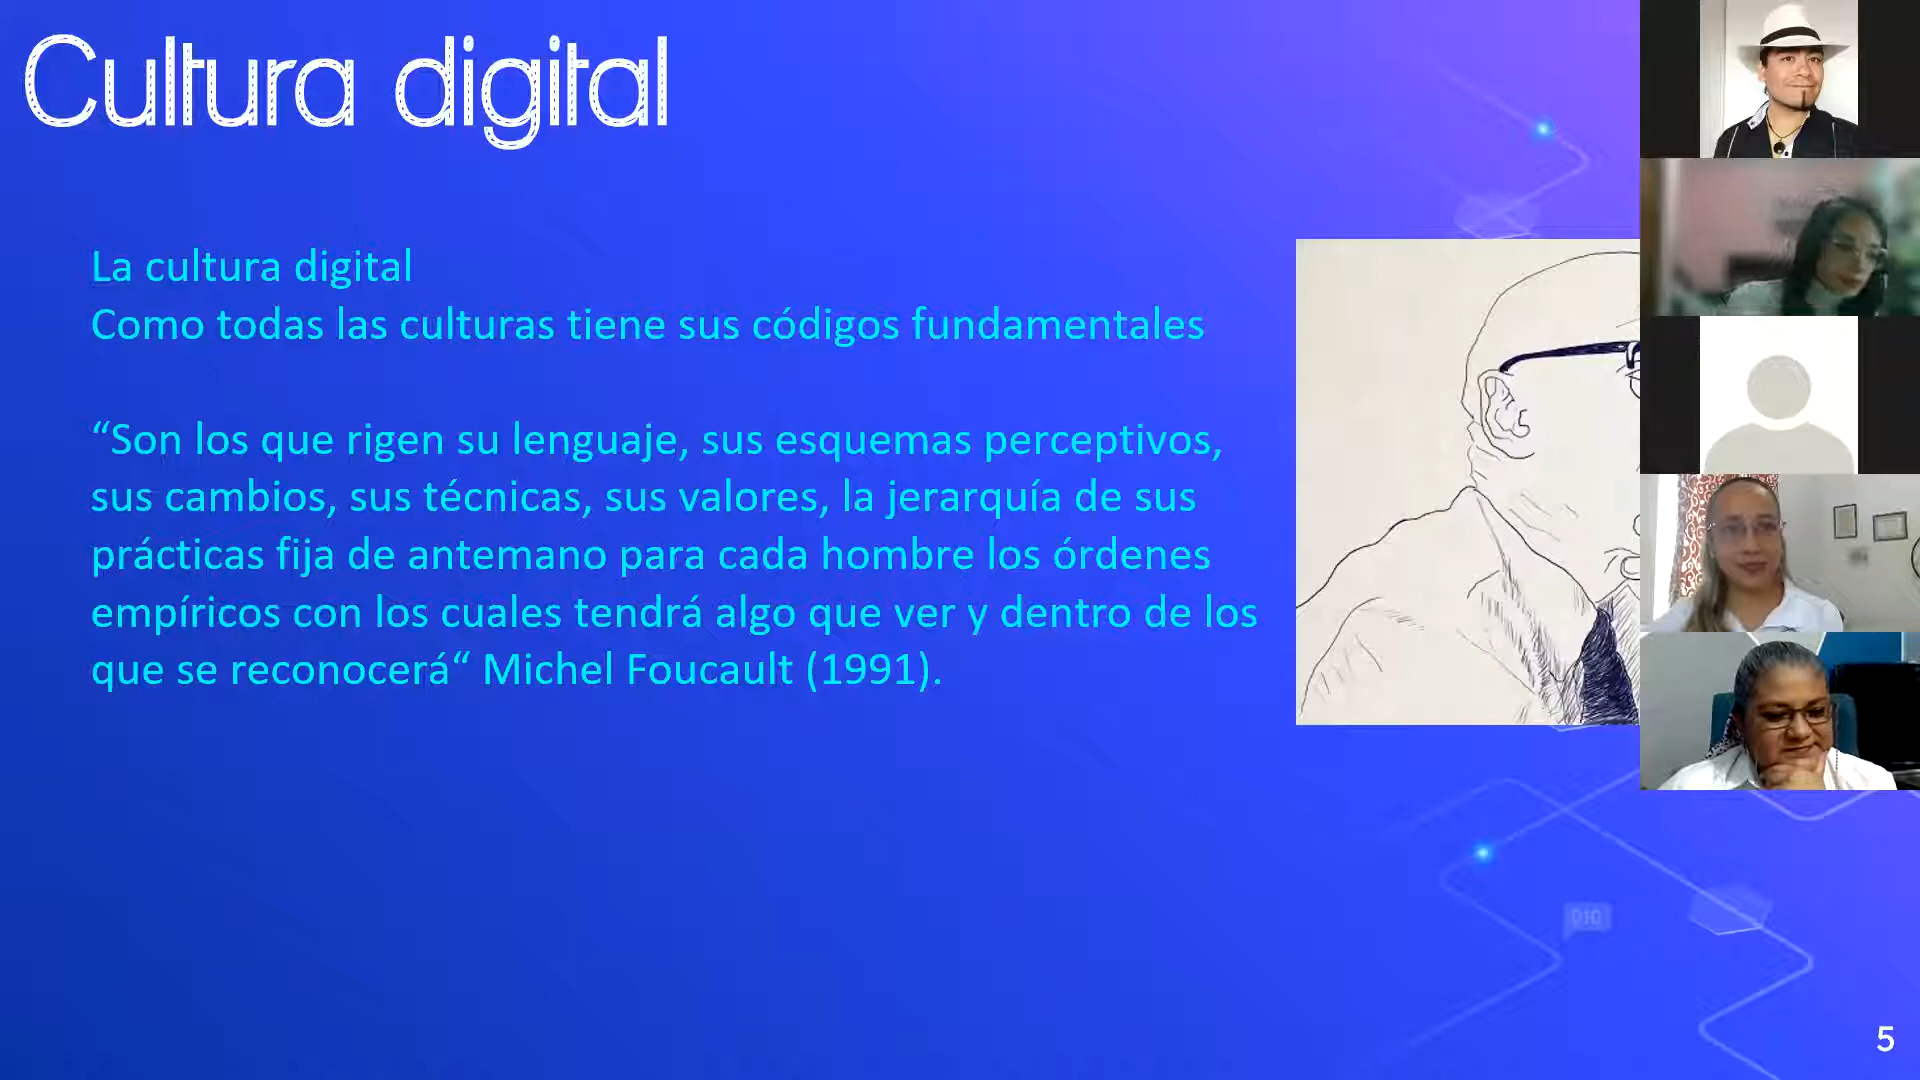 Cultura digital
La cultura digital
Como todas las culturas tiene sus códigos fundamentales
“Son los que rigen su lenguaje, sus esquemas perceptivos,
sus cambios, sus técnicas, sus valores, la jerarquía de sus
prácticas fija de antemano para cada hombre los órdenes
empíricos con los cuales tendrá algo que ver y dentro de los
que se reconocerá“ Michel Foucault (1991).
010
5